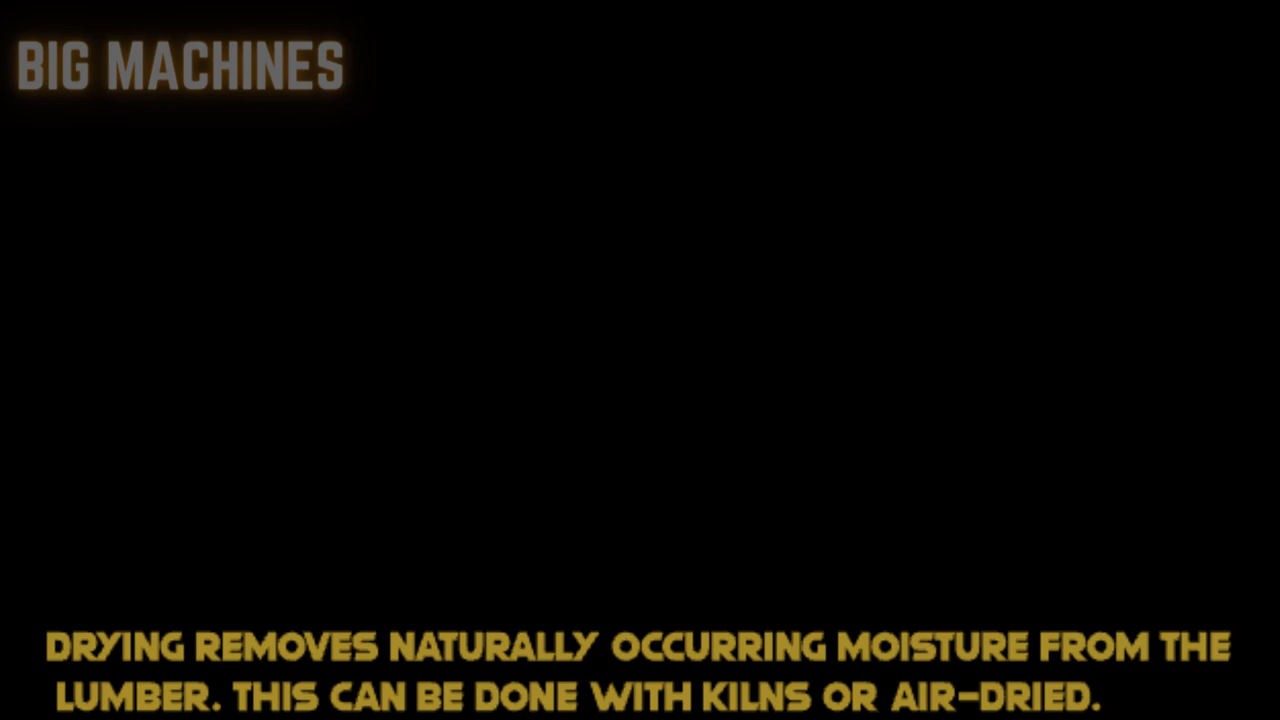 BIG MACHINES
DRYING REMOVES NATURALLY OCCURRING MOISTURE FROM THE
LUMBER. THIS CAN BE DONE WITH KILNS OR AIR-DRIED.